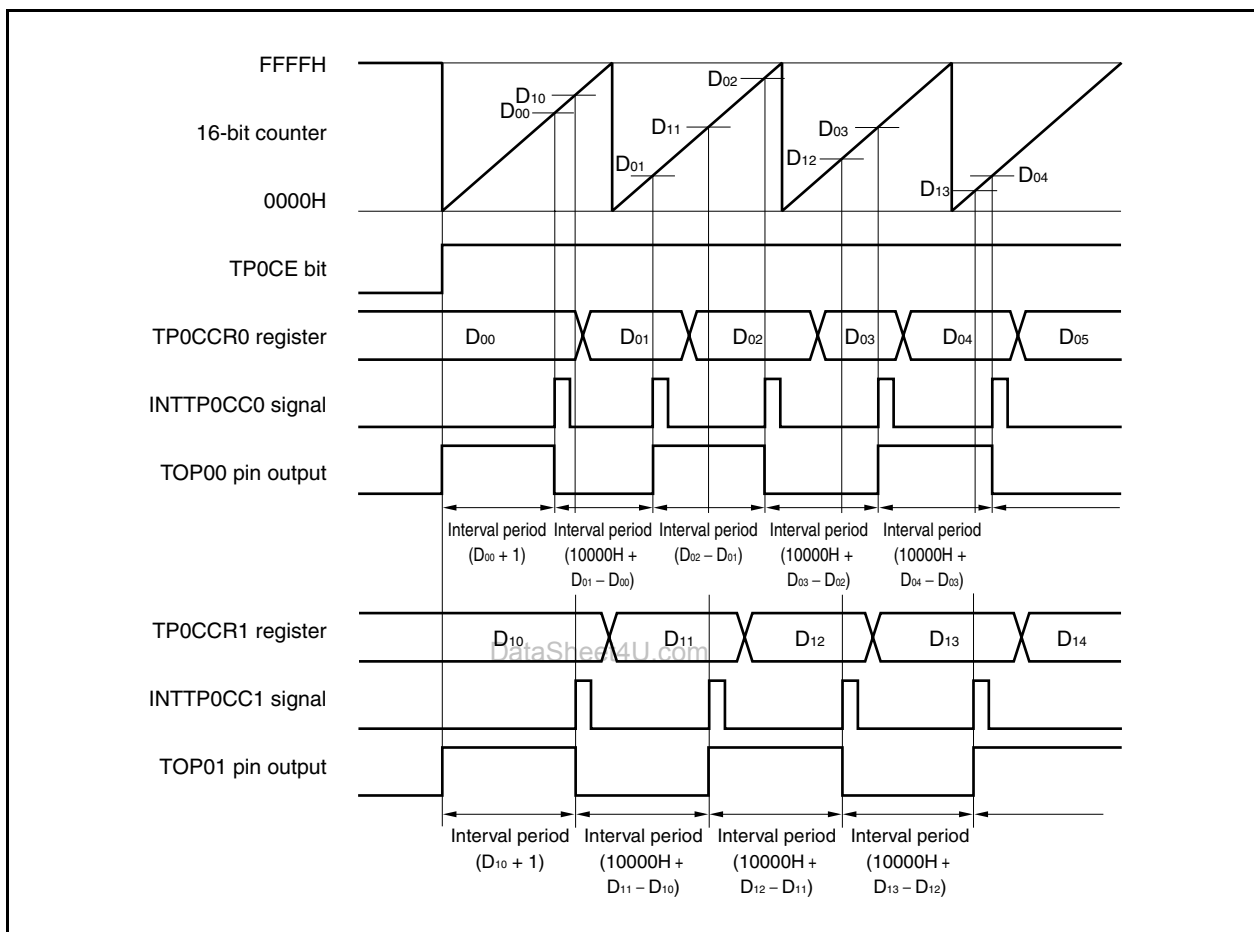 FFFFH
D10
D00
D02
16-bit counter
D11
D03
D12
D01
D04
D13
0000H
TP0CE bit
TP0CCR0 register
D00 D01 D02 D03 D04 D05
INTTP0CC0 signal
TOP00 pin output
Interval period
(D00 + 1)
Interval period
(10000H +
D01 – D00)
Interval period
(D02 – D01)
Interval period
(10000H +
D03 – D02)
Interval period
(10000H +
D04 – D03)
TP0CCR1 register
D10 D11 D12 D13 D14
DataSheet4U.com
INTTP0CC1 signal
TOP01 pin output
Interval period
(D10 + 1)
Interval period
(10000H +
D11 – D10)
Interval period
(10000H +
D12 – D11)
Interval period
(10000H +
D13 – D12)